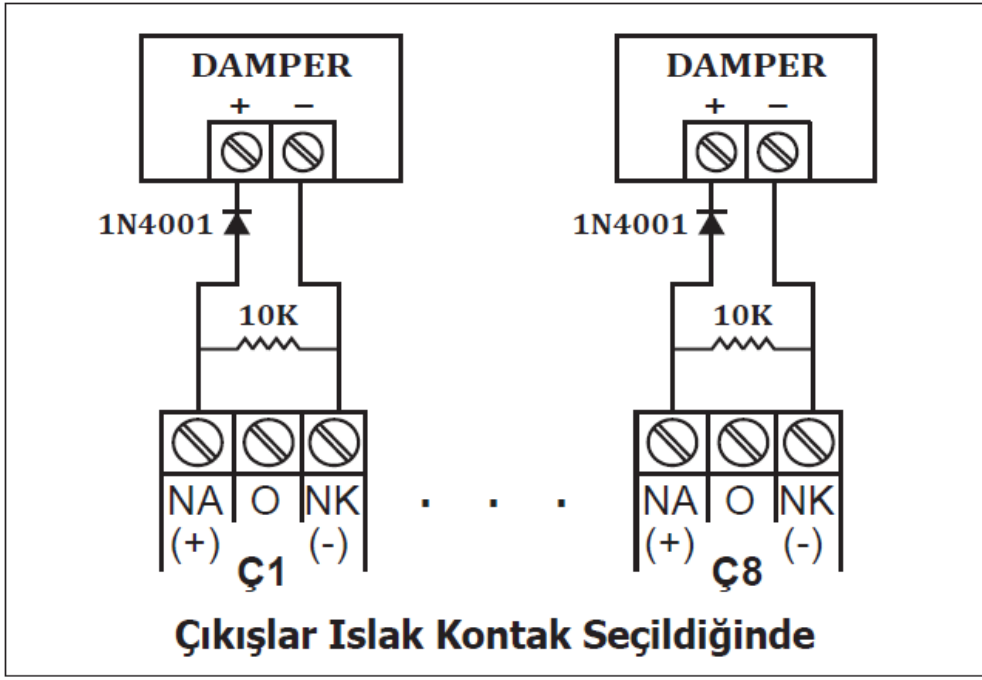 DAMPER DAMPER
+ − + −
1N4001 1N4001
10K 10K
NA O NK . . . NA O NK
(+) (-) (+) (-)
Ç1 Ç8
Çıkışlar Islak Kontak Seçildiğinde